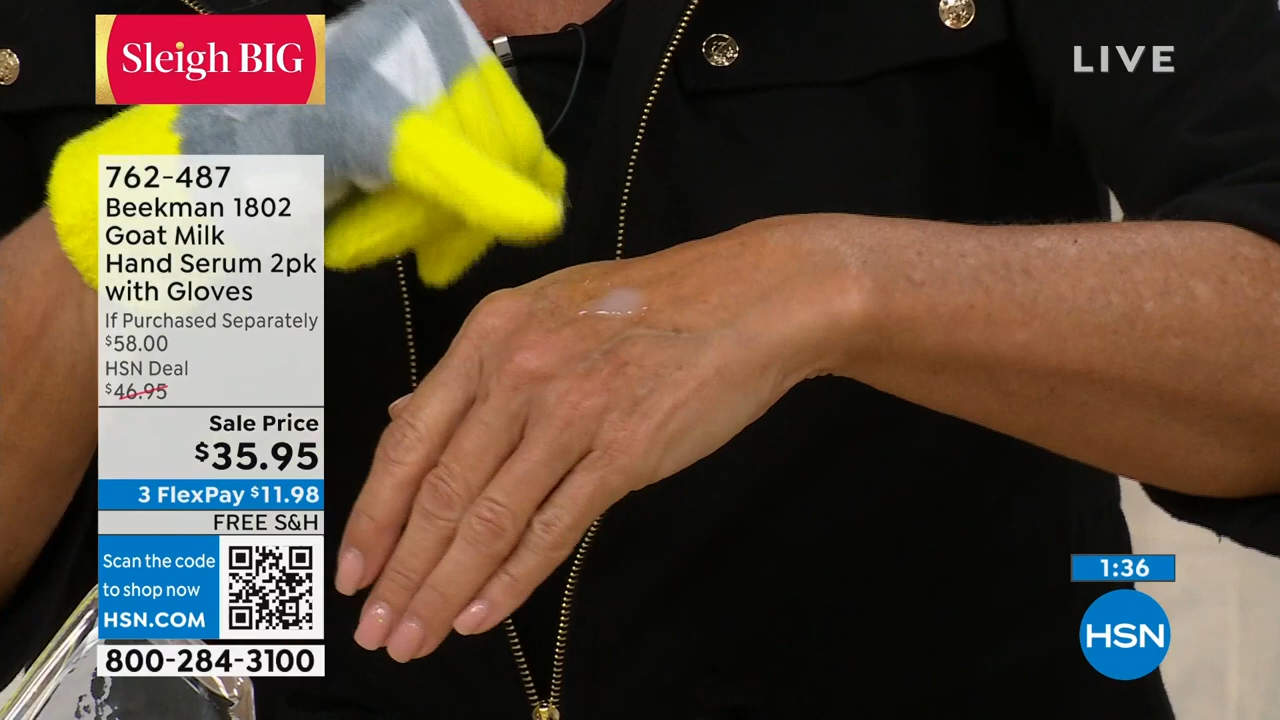 Sleigh BIG
LIVE
762-487
Beekman 1802
Goat Milk
Hand Serum 2pk
with Gloves
If Purchased Separately
$58.00
HSN Deal
$46.95
Sale Price
$35.95
3 FlexPay $11.98
FREE S&H
Scan the code
to shop now
HSN.COM
800-284-3100
1:36
HSN